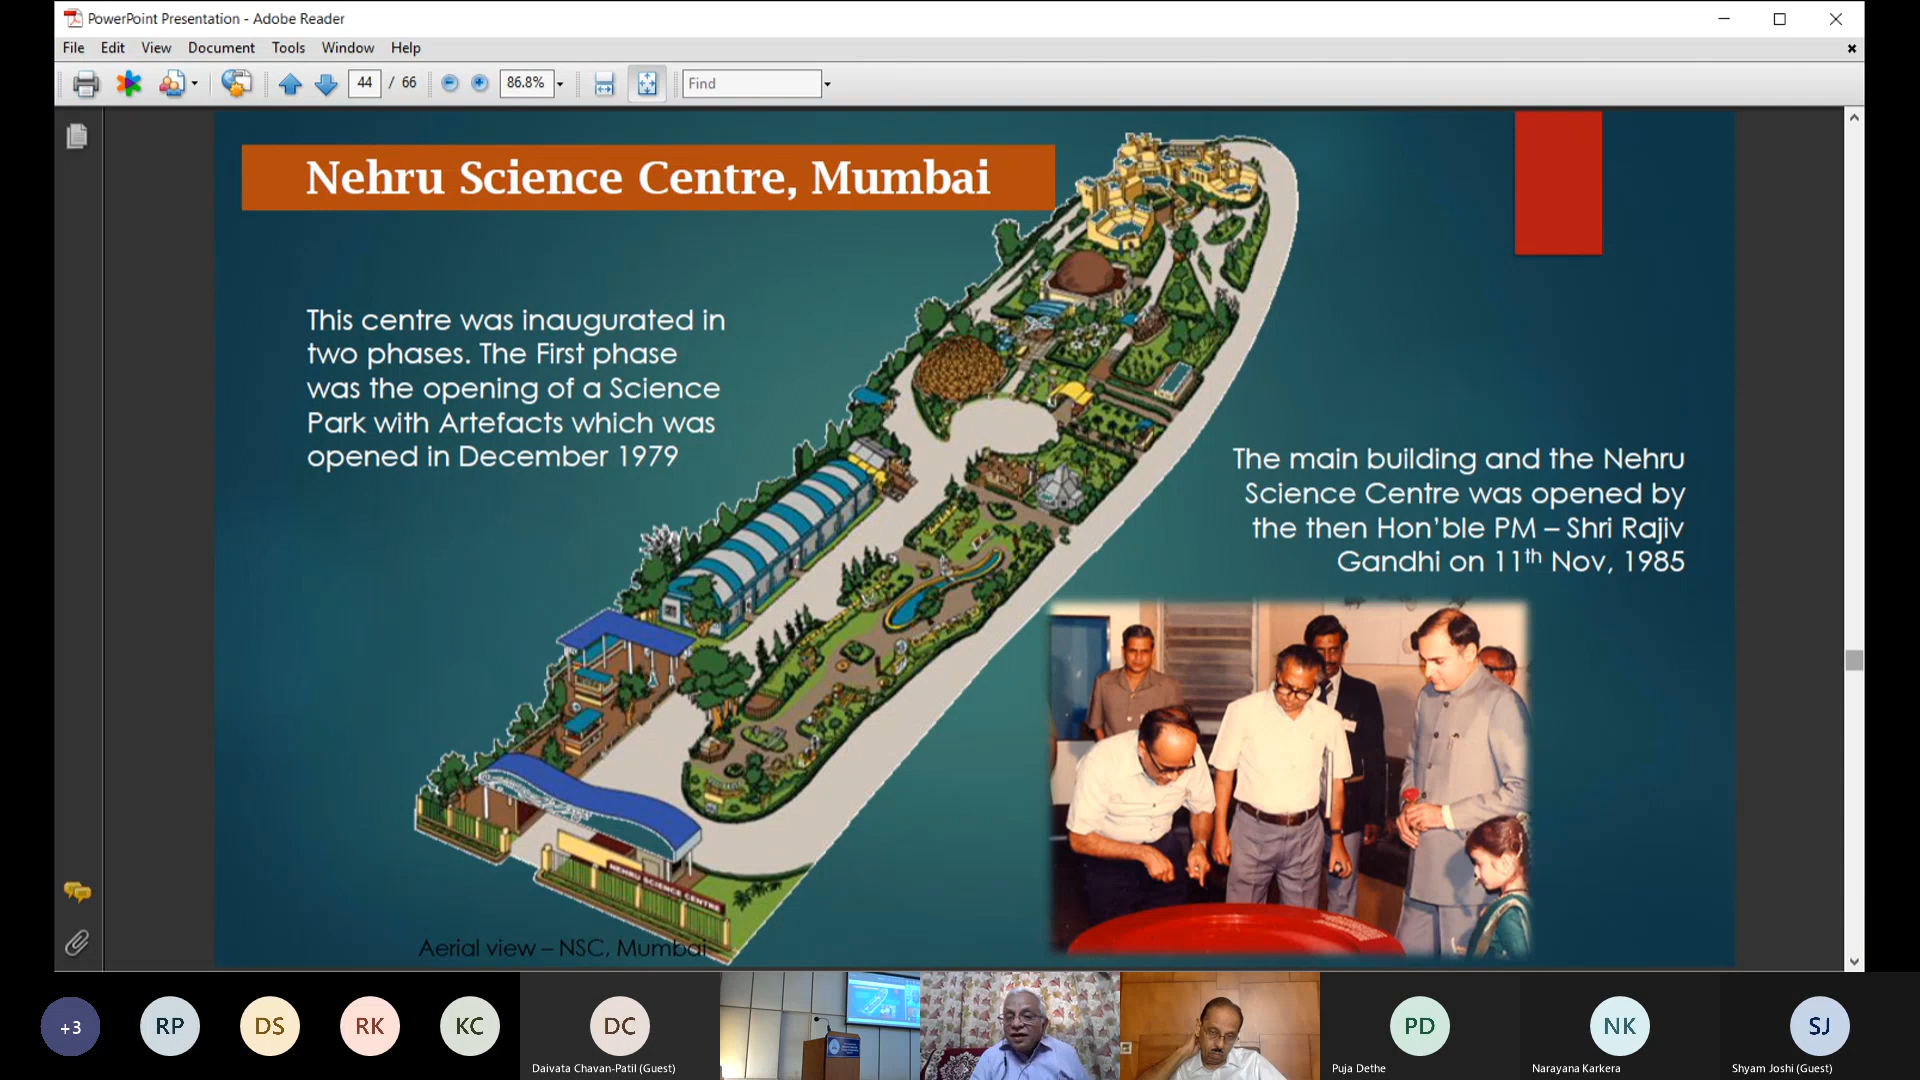 PowerPoint Presentation - Adobe Reader
File Edit View Document Tools Window Help
44 / 66 86.8% Find
Nehru Science Centre, Mumbai
This centre was inaugurated in
two phases. The First phase
was the opening of a Science
Park with Artefacts which was
opened in December 1979
The main building and the Nehru
Science Centre was opened by
the then Hon'ble PM – Shri Rajiv
Gandhi on 11th Nov, 1985
NEHRU SCIENCE CENTRE
Aerial view – NSC, Mumbai
+3 RP DS RK KC DC PD NK SJ
Daivata Chavan-Patil (Guest) Puja Dethe Narayana Karkera Shyam Joshi (Guest)